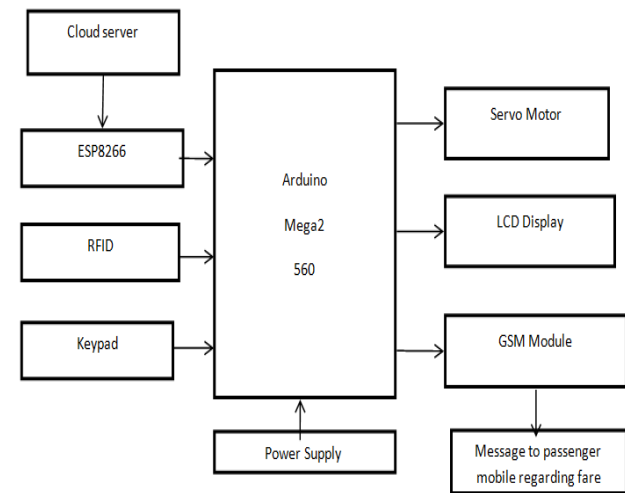 Cloud server
ESP8266
RFID
Keypad
Arduino
Mega2
560
Power Supply
Servo Motor
LCD Display
GSM Module
Message to passenger
mobile regarding fare